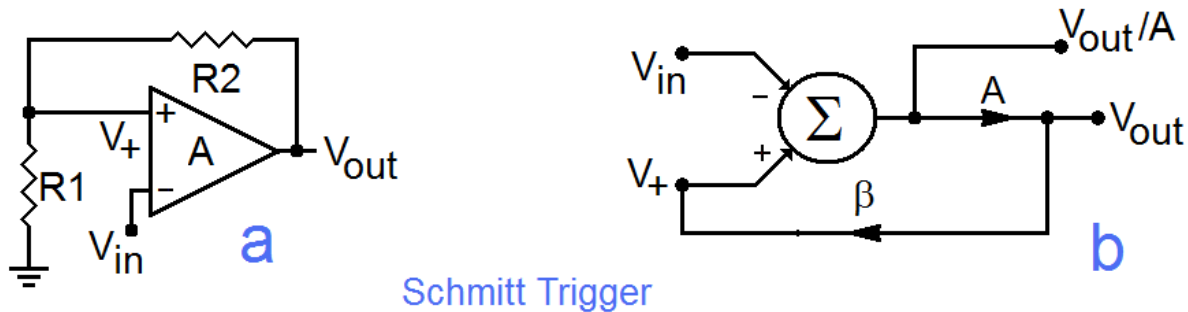 R2
+
V+
A
Vout
R1
−
Vin
a
Vout/A
Vin
−
Σ
A
Vout
+
V+
β
b
Schmitt Trigger